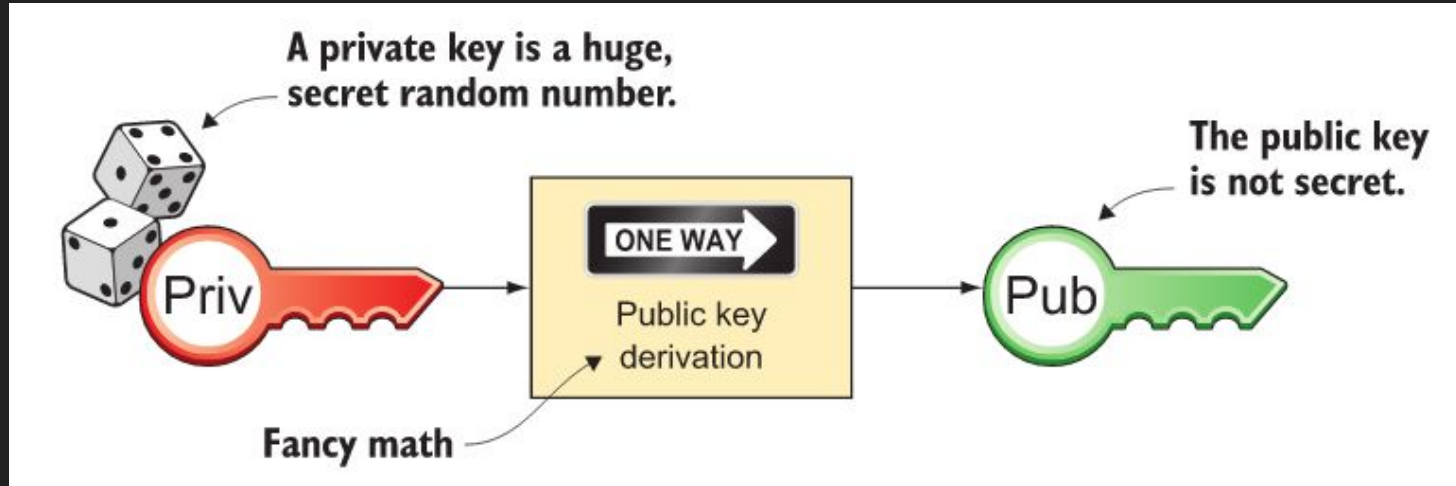 A private key is a huge,
secret random number.
The public key
is not secret.
Priv
ONE WAY
Public key
derivation
Pub
Fancy math